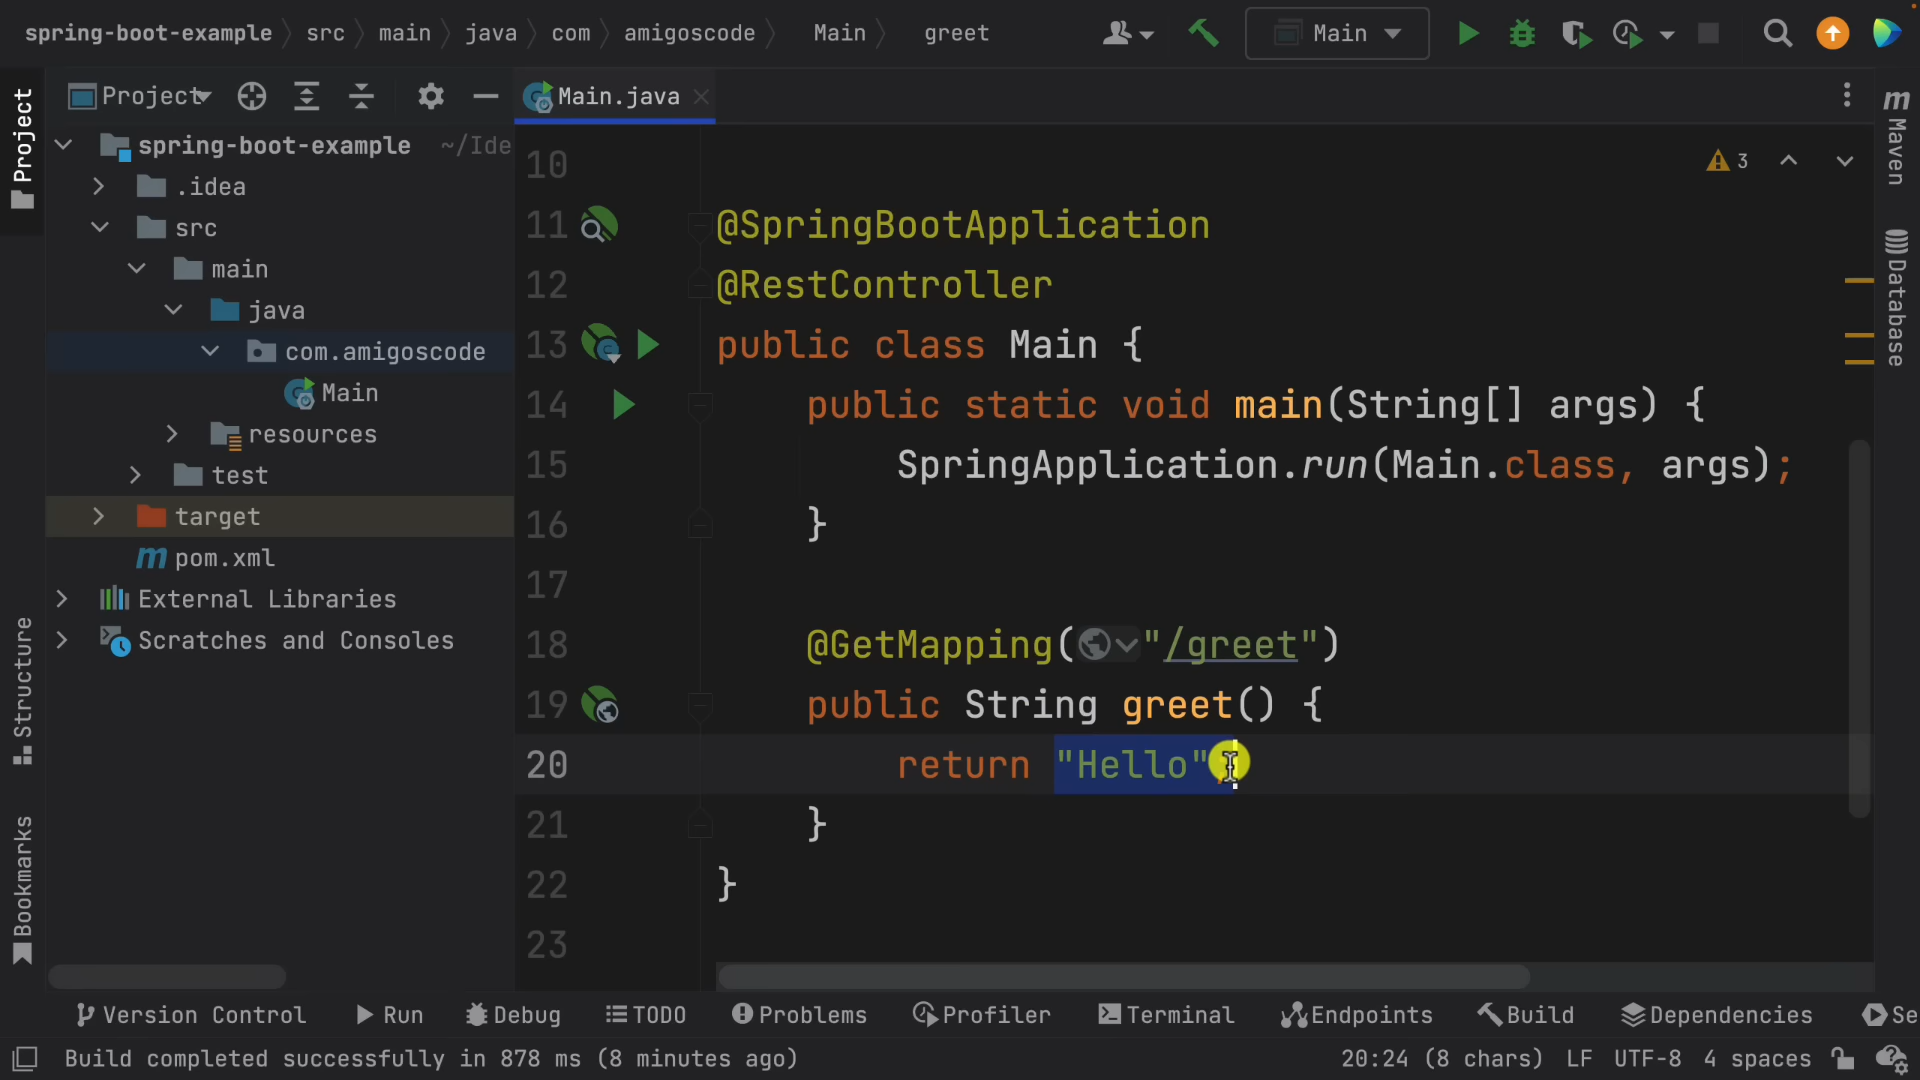 spring-boot-example src main java com amigoscode Main greet
Main
Project
Main.java
Project
spring-boot-example ~/Ide
.idea
src
main
java
com.amigoscode
Main
resources
test
target
pom.xml
External Libraries
Scratches and Consoles
Structure
Bookmarks
3
10
11 @SpringBootApplication
12 @RestController
13 public class Main {
14 public static void main(String[] args) {
15 SpringApplication.run(Main.class, args);
16 }
17
18 @GetMapping("/greet")
19 public String greet() {
20 return "Hello";
21 }
22 }
23
m Maven
Database
Version Control Run Debug TODO Problems Profiler Terminal Endpoints Build Dependencies Se
Build completed successfully in 878 ms (8 minutes ago) 20:24 (8 chars) LF UTF-8 4 spaces